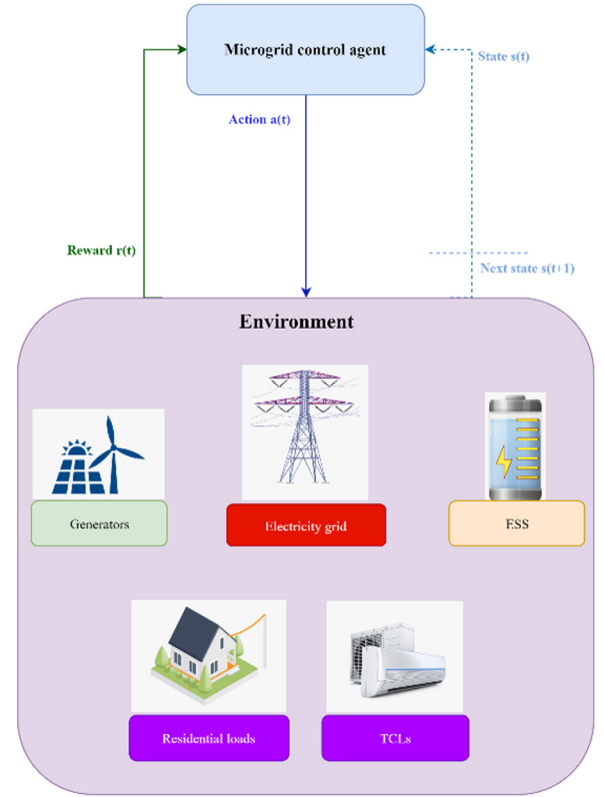 Microgrid control agent
State s(t)
Action a(t)
Reward r(t)
Next state s(t+1)
Environment
Generators
Electricity grid
ESS
Residential loads
TCLs